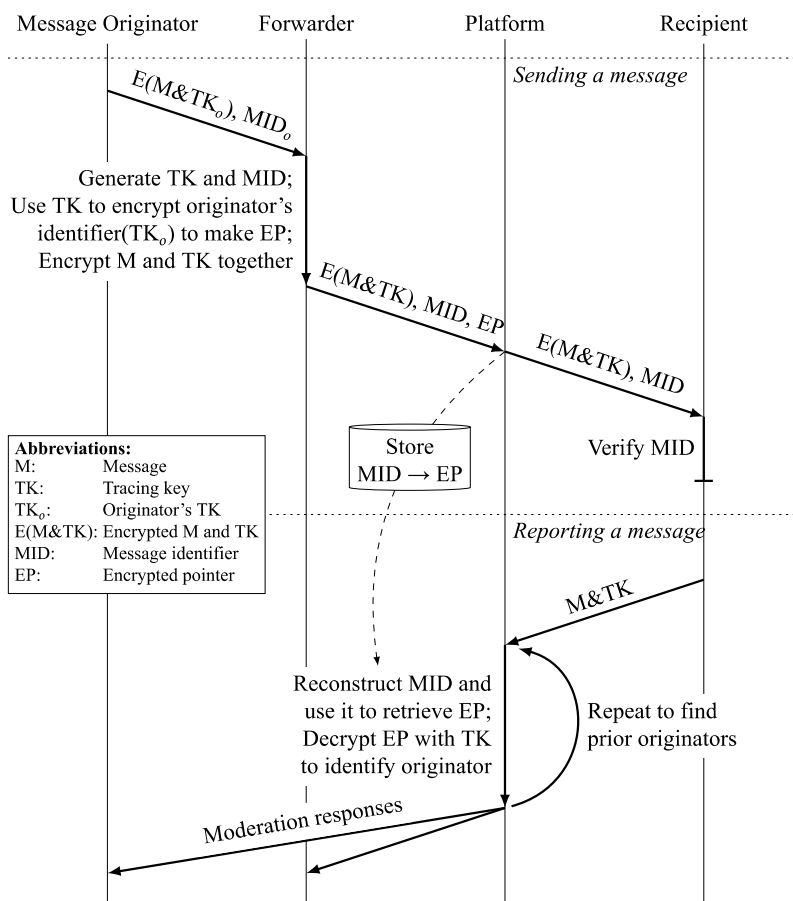 Message Originator Forwarder Platform Recipient
Sending a message
E(M&TKₒ), MIDₒ
Generate TK and MID;
Use TK to encrypt originator’s
identifier(TKₒ) to make EP;
Encrypt M and TK together
E(M&TK), MID, EP
E(M&TK), MID
Store
MID → EP
Verify MID
Abbreviations:
M: Message
TK: Tracing key
TKₒ: Originator's TK
E(M&TK): Encrypted M and TK
MID: Message identifier
EP: Encrypted pointer
Reporting a message
M&TK
Reconstruct MID and
use it to retrieve EP;
Decrypt EP with TK
to identify originator
Repeat to find
prior originators
Moderation responses